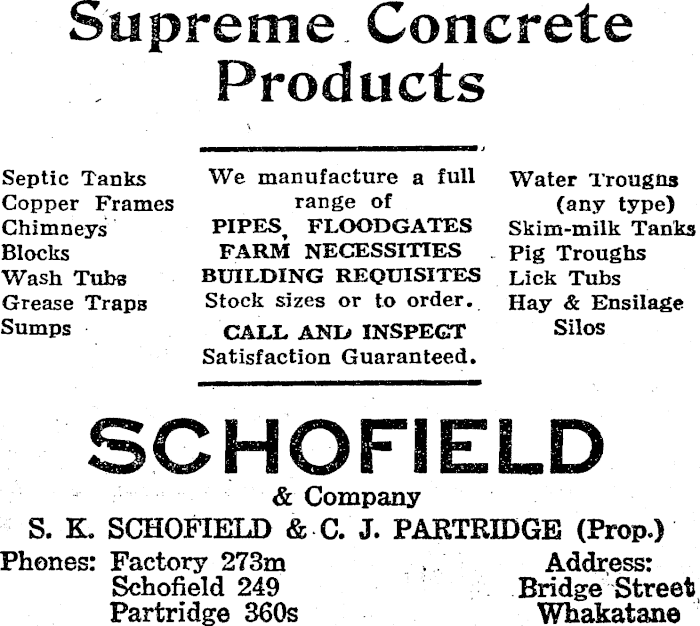 Supreme Concrete
Products
Septic Tanks
Copper Frames
Chimneys
Blocks
Wash Tubs
Grease Traps
Sumps
We manufacture a full
range of
PIPES, FLOODGATES
FARM NECESSITIES
BUILDING REQUISITES
Stock sizes or to order.
CALL AND INSPECT
Satisfaction Guaranteed.
Water Troughs
(any type)
Skim-milk Tanks
Pig Troughs
Lick Tubs
Hay & Ensilage
Silos
SCHOFIELD
& Company
S. K. SCHOFIELD & C. J. PARTRIDGE (Prop.)
Phones: Factory 273m
Schofield 249
Partridge 360s
Address:
Bridge Street
Whakatane